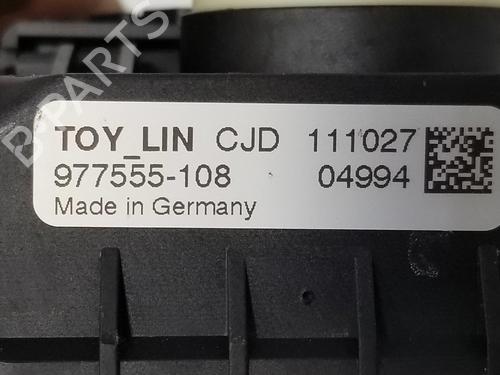 TOY_LIN CJD 111027
977555-108 04994
Made in Germany
B-PARTS